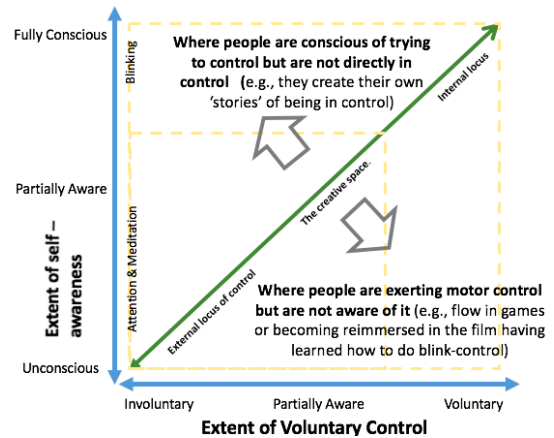 Fully Conscious
Partially Aware
Unconscious
Extent of self –
awareness
Blinking
Attention & Meditation
Where people are conscious of trying
to control but are not directly in
control (e.g., they create their own
‘stories’ of being in control)
Internal locus
The creative space.
External locus of control
Where people are exerting motor control
but are not aware of it (e.g., flow in games
or becoming reimmersed in the film having
learned how to do blink-control)
Involuntary
Partially Aware
Voluntary
Extent of Voluntary Control